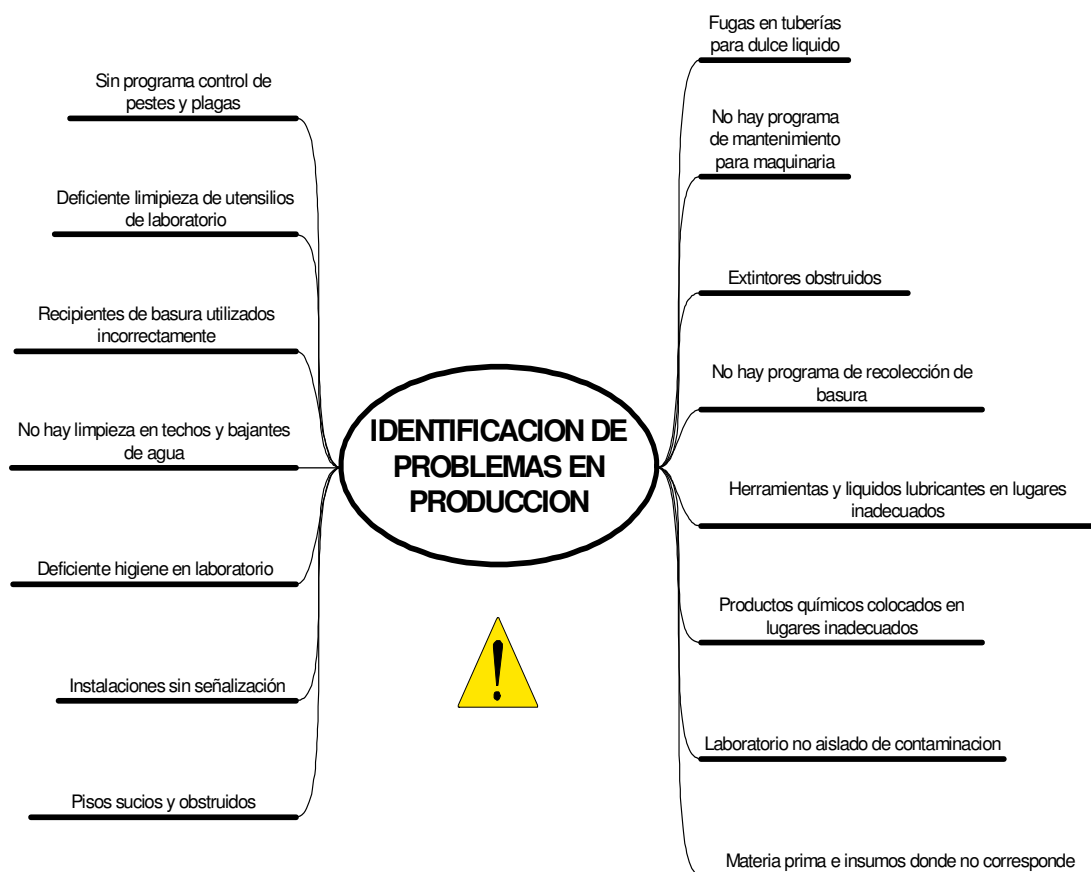 Sin programa control de
pestes y plagas
Deficiente limipieza de utensilios
de laboratorio
Recipientes de basura utilizados
incorrectamente
No hay limpieza en techos y bajantes
de agua
Deficiente higiene en laboratorio
Instalaciones sin señalización
Pisos sucios y obstruidos
IDENTIFICACION DE
PROBLEMAS EN
PRODUCCION
!
Fugas en tuberías
para dulce liquido
No hay programa
de mantenimiento
para maquinaria
Extintores obstruidos
No hay programa de recolección de
basura
Herramientas y liquidos lubricantes en lugares
inadecuados
Productos químicos colocados en
lugares inadecuados
Laboratorio no aislado de contaminacion
Materia prima e insumos donde no corresponde